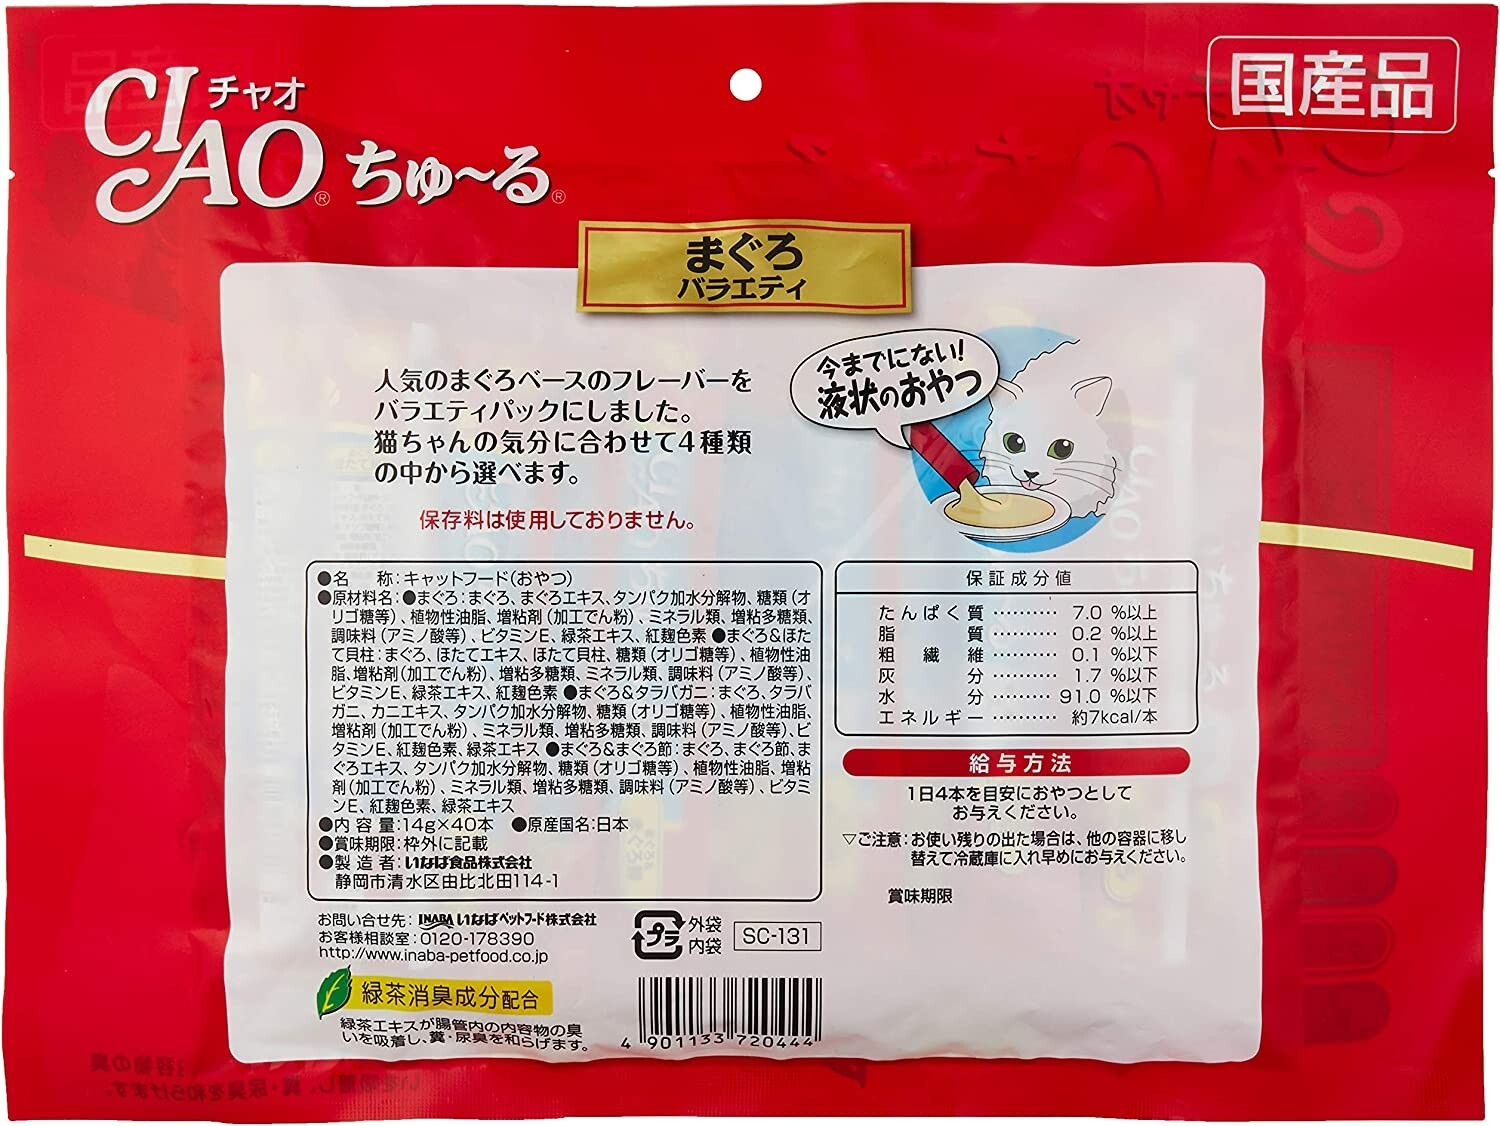 CIAO チャオ
ちゅ～る
国産品
まぐろ
バラエティ
人気のまぐろベースのフレーバーを
バラエティパックにしました。
猫ちゃんの気分に合わせて4種類
の中から選べます。
保存料は使用しておりません。
今までにない!
液状のおやつ
●名　称:キャットフード(おやつ)
●原材料名:●まぐろ:まぐろ、まぐろエキス、タンパク加水分解物、糖類(オ
リゴ糖等)、植物性油脂、増粘剤(加工でん粉)、ミネラル類、増粘多糖類、
調味料(アミノ酸等)、ビタミンE、緑茶エキス、紅麹色素 ●まぐろ&ほた
て貝柱:まぐろ、ほたてエキス、ほたて貝柱、糖類(オリゴ糖等)、植物性油
脂、増粘剤(加工でん粉)、増粘多糖類、ミネラル類、調味料(アミノ酸等)、
ビタミンE、緑茶エキス、紅麹色素 ●まぐろ&タラバガニ:まぐろ、タラバ
ガニ、カニエキス、タンパク加水分解物、糖類(オリゴ糖等)、植物性油脂、
増粘剤(加工でん粉)、ミネラル類、増粘多糖類、調味料(アミノ酸等)、ビ
タミンE、紅麹色素、緑茶エキス ●まぐろ&まぐろ節:まぐろ、まぐろ節、ま
ぐろエキス、タンパク加水分解物、糖類(オリゴ糖等)、植物性油脂、増粘
剤(加工でん粉)、ミネラル類、増粘多糖類、調味料(アミノ酸等)、ビタミ
ンE、紅麹色素、緑茶エキス
●内容量:14g×40本 ●原産国名:日本
●賞味期限:枠外に記載
●製造者:いなば食品株式会社
静岡市清水区由比北田114-1
保証成分値
たんぱく質 ………… 7.0 %以上
脂質 ………… 0.2 %以上
粗繊維 ………… 0.1 %以下
灰分 ………… 1.7 %以下
水分 ………… 91.0 %以下
エネルギー ………… 約7kcal/本
給与方法
1日4本を目安におやつとして
お与えください。
▽ご注意:お使い残りの出た場合は、他の容器に移し
替えて冷蔵庫に入れ早めにお与えください。
賞味期限
お問い合せ先:INABA いなばペットフード株式会社
お客様相談室:0120-178390
http://www.inaba-petfood.co.jp
プラ 外袋
内袋
SC-131
緑茶消臭成分配合
緑茶エキスが腸管内の内容物の臭
いを吸着し、糞・尿臭を和らげます。
4 901133 720444